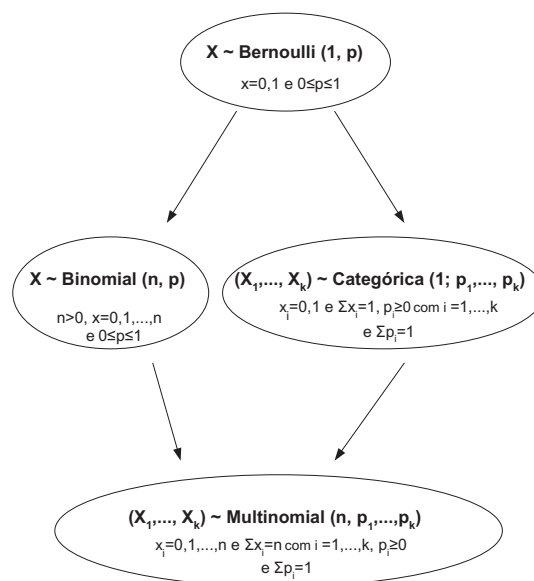 X ~ Bernoulli (1, p)
x=0,1 e 0≤p≤1
X ~ Binomial (n, p)
n>0, x=0,1,...,n
e 0≤p≤1
(X₁,..., Xₖ) ~ Categórica (1; p₁,..., pₖ)
xᵢ=0,1 e Σxᵢ=1, pᵢ≥0 com i =1,...,k
e Σpᵢ=1
(X₁,..., Xₖ) ~ Multinomial (n, p₁,...,pₖ)
xᵢ=0,1,...,n e Σxᵢ=n com i =1,...,k, pᵢ≥0
e Σpᵢ=1